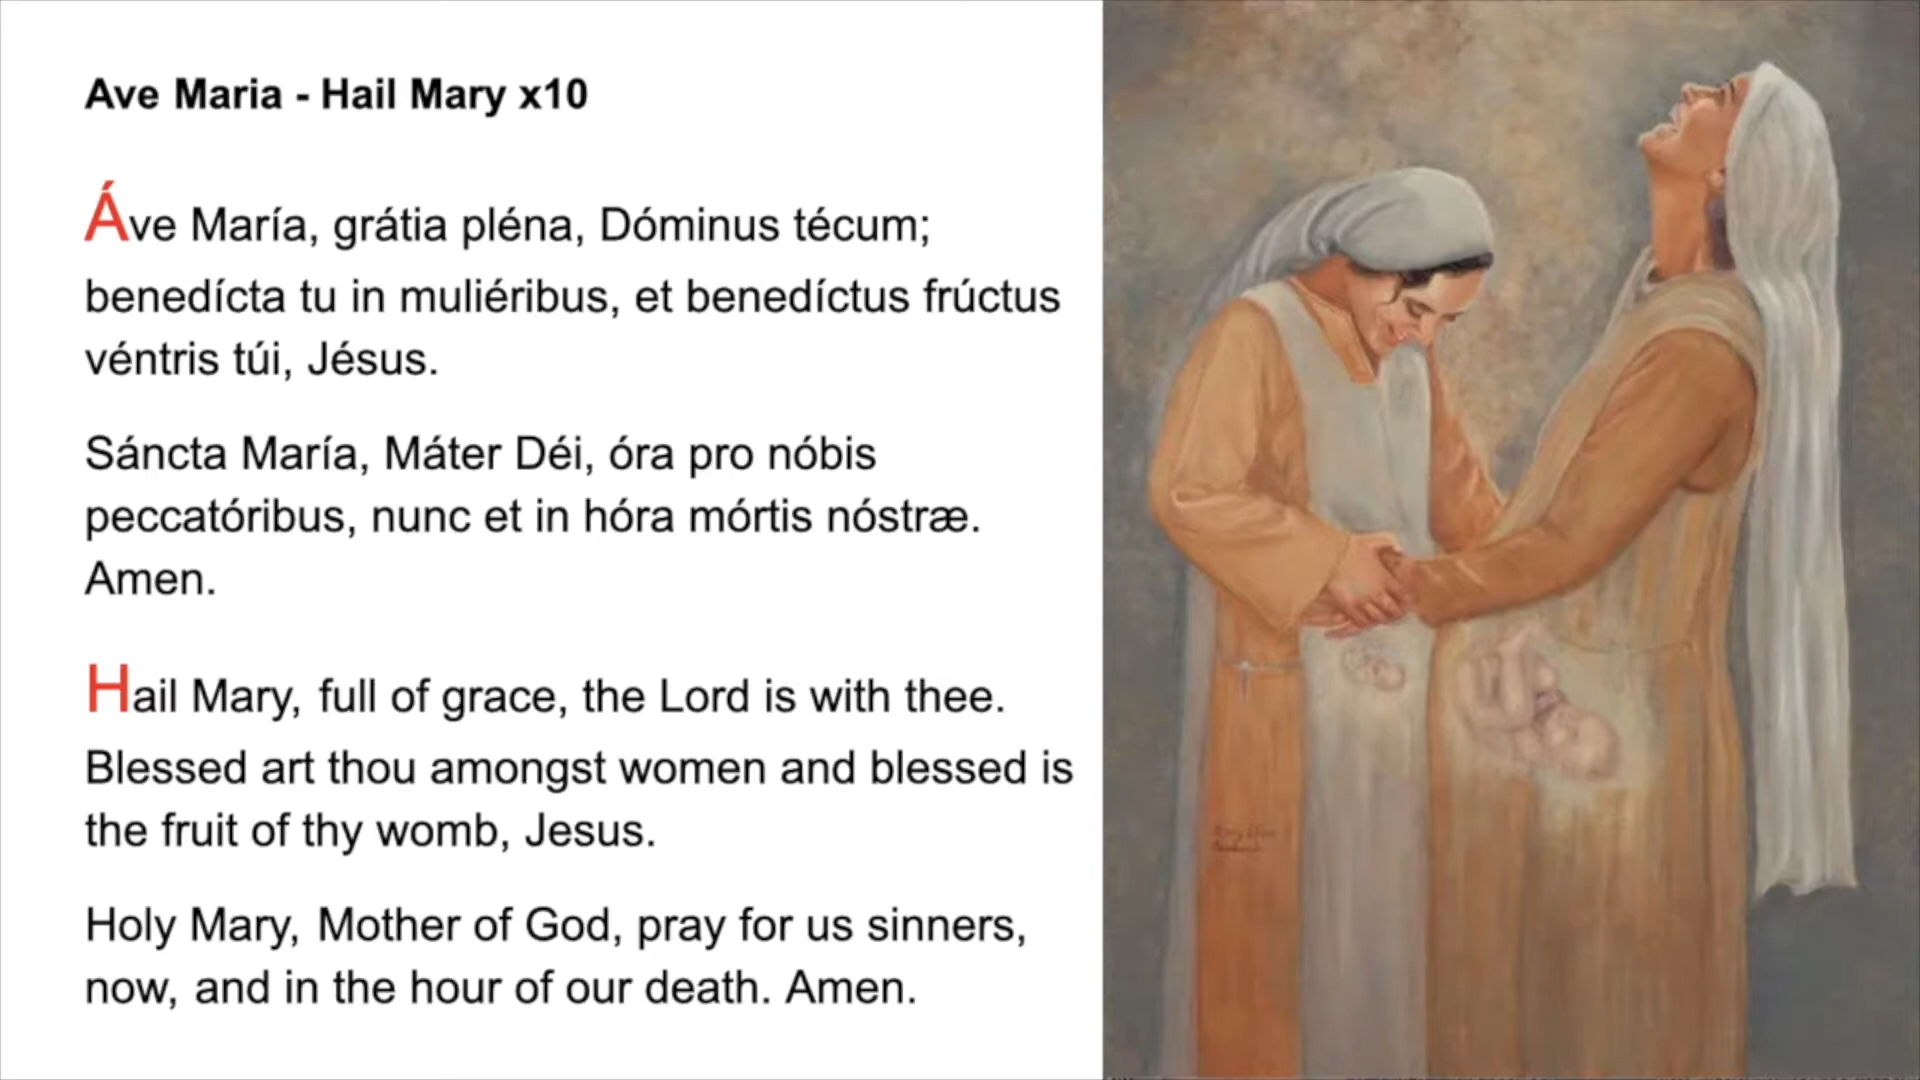 Ave Maria - Hail Mary x10
Áve María, grátia pléna, Dóminus técum;
benedícta tu in muliéribus, et benedíctus frúctus
véntris túi, Jésus.
Sáncta María, Máter Déi, óra pro nóbis
peccatóribus, nunc et in hóra mórtis nóstræ.
Amen.
Hail Mary, full of grace, the Lord is with thee.
Blessed art thou amongst women and blessed is
the fruit of thy womb, Jesus.
Holy Mary, Mother of God, pray for us sinners,
now, and in the hour of our death. Amen.